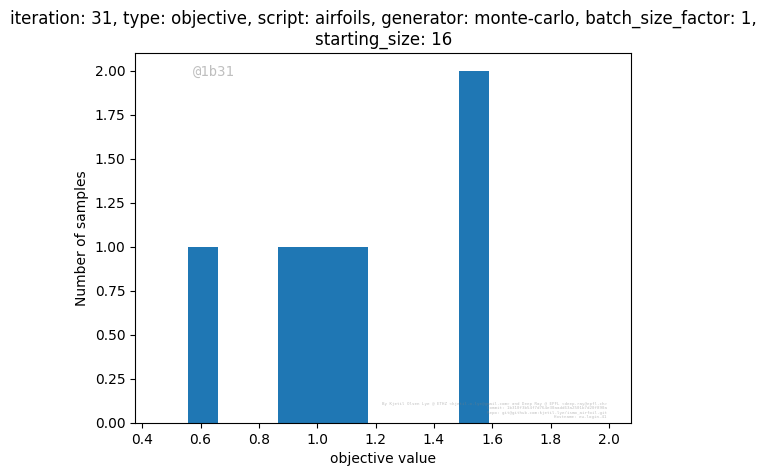 iteration: 31, type: objective, script: airfoils, generator: monte-carlo, batch_size_factor: 1,
starting_size: 16
@1b31
2.00
1.75
1.50
1.25
1.00
0.75
0.50
0.25
0.00
Number of samples
0.4 0.6 0.8 1.0 1.2 1.4 1.6 1.8 2.0
objective value